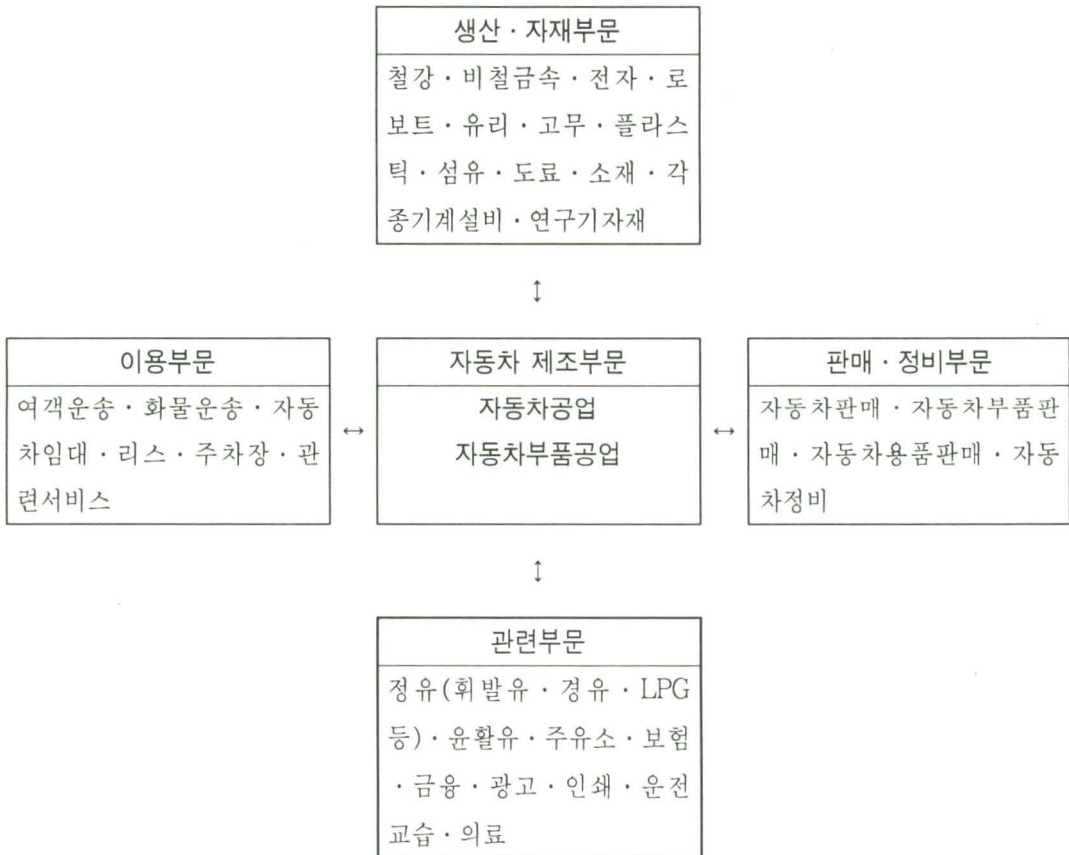 생산 · 자재부문
철강 · 비철금속 · 전자 · 로
보트 · 유리 · 고무 · 플라스
틱 · 섬유 · 도료 · 소재 · 각
종기계설비 · 연구기자재
↕
이용부문
여객운송 · 화물운송 · 자동
차임대 · 리스 · 주차장 · 관
련서비스
↔
자동차 제조부문
자동차공업
자동차부품공업
↔
판매 · 정비부문
자동차판매 · 자동차부품판
매 · 자동차용품판매 · 자동
차정비
↕
관련부문
정유(휘발유 · 경유 · LPG
등) · 윤활유 · 주유소 · 보험
· 금융 · 광고 · 인쇄 · 운전
교습 · 의료